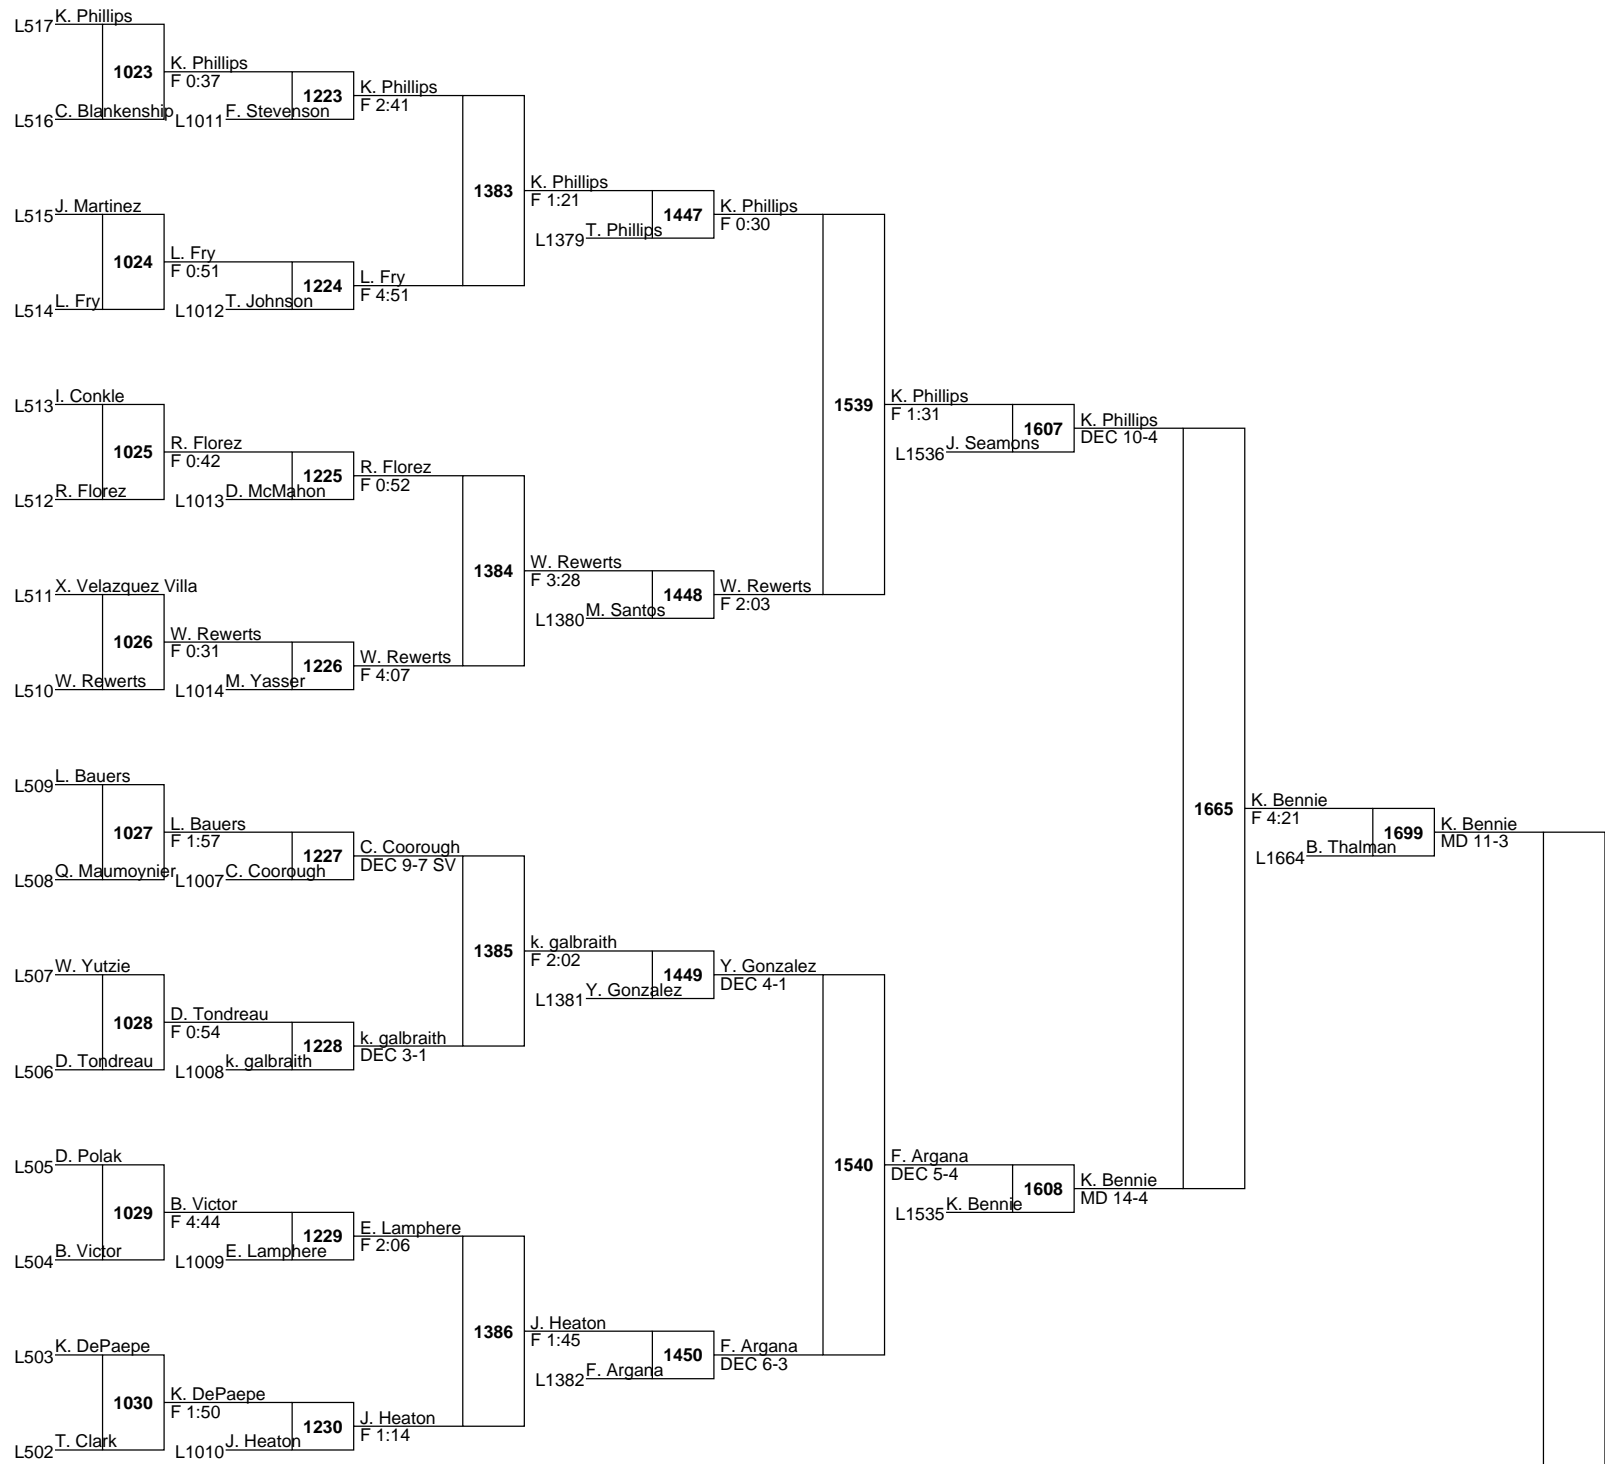 K. Phillips
L517
1023
K. Phillips
F 0:37
C. Blankenship
L516
L1011
F. Stevenson
1223
K. Phillips
F 2:41
J. Martinez
L515
1024
L. Fry
F 0:51
L. Fry
L514
L1012
T. Johnson
1224
L. Fry
F 4:51
1383
K. Phillips
F 1:21
L1379
T. Phillips
1447
K. Phillips
F 0:30
I. Conkle
L513
1025
R. Florez
F 0:42
R. Florez
L512
L1013
D. McMahon
1225
R. Florez
F 0:52
X. Velazquez Villa
L511
1026
W. Rewerts
F 0:31
W. Rewerts
L510
L1014
M. Yasser
1226
W. Rewerts
F 4:07
1384
W. Rewerts
F 3:28
L1380
M. Santos
1448
W. Rewerts
F 2:03
1539
K. Phillips
F 1:31
L1536
J. Seamons
1607
K. Phillips
DEC 10-4
L. Bauers
L509
1027
L. Bauers
F 1:57
Q. Maumoynier
L508
L1007
C. Coorough
1227
C. Coorough
DEC 9-7 SV
W. Yutzie
L507
1028
D. Tondreau
F 0:54
D. Tondreau
L506
L1008
k. galbraith
1228
k. galbraith
DEC 3-1
1385
k. galbraith
F 2:02
L1381
Y. Gonzalez
1449
Y. Gonzalez
DEC 4-1
D. Polak
L505
1029
B. Victor
F 4:44
B. Victor
L504
L1009
E. Lamphere
1229
E. Lamphere
F 2:06
K. DePaepe
L503
1030
K. DePaepe
F 1:50
T. Clark
L502
L1010
J. Heaton
1230
J. Heaton
F 1:14
1386
J. Heaton
F 1:45
L1382
F. Argana
1450
F. Argana
DEC 6-3
1540
F. Argana
DEC 5-4
L1535
K. Bennie
1608
K. Bennie
MD 14-4
1665
K. Bennie
F 4:21
L1664
B. Thalman
1699
K. Bennie
MD 11-3